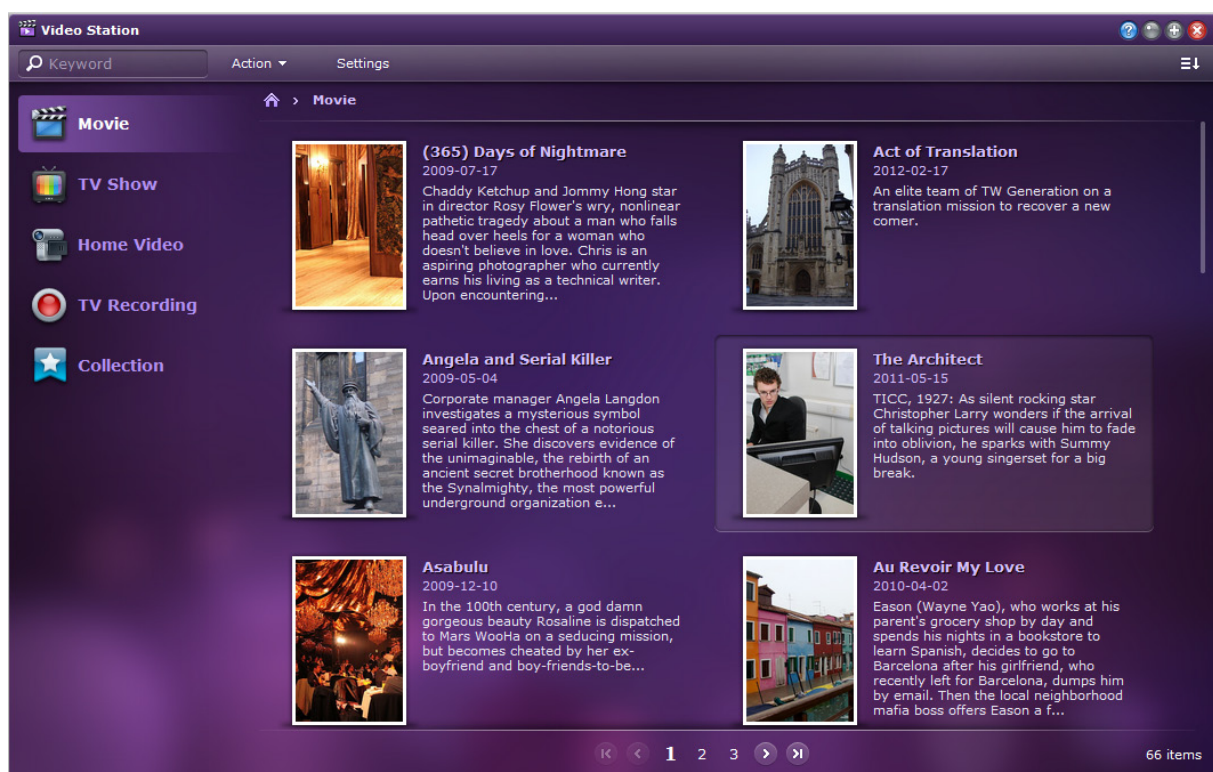 Video Station
Keyword
Action
Settings
Movie
TV Show
Home Video
TV Recording
Collection
Movie
(365) Days of Nightmare
2009-07-17
Chaddy Ketchup and Jommy Hong star
in director Rosy Flower's wry, nonlinear
pathetic tragedy about a man who falls
head over heels for a woman who
doesn't believe in love. Chris is an
aspiring photographer who currently
earns his living as a technical writer.
Upon encountering...
Act of Translation
2012-02-17
An elite team of TW Generation on a
translation mission to recover a new
comer.
Angela and Serial Killer
2009-05-04
Corporate manager Angela Langdon
investigates a mysterious symbol
seared into the chest of a notorious
serial killer. She discovers evidence of
the unimaginable, the rebirth of an
ancient secret brotherhood known as
the Synalmighty, the most powerful
underground organization e...
The Architect
2011-05-15
TICC, 1927: As silent rocking star
Christopher Larry wonders if the arrival
of talking pictures will cause him to fade
into oblivion, he sparks with Summy
Hudson, a young singerset for a big
break.
Asabulu
2009-12-10
In the 100th century, a god damn
gorgeous beauty Rosaline is dispatched
to Mars WooHa on a seducing mission,
but becomes cheated by her ex-
boyfriend and boy-friends-to-be...
Au Revoir My Love
2010-04-02
Eason (Wayne Yao), who works at his
parent's grocery shop by day and
spends his nights in a bookstore to
learn Spanish, decides to go to
Barcelona after his girlfriend, who
recently left for Barcelona, dumps him
by email. Then the local neighborhood
mafia boss offers Eason a f...
1 2 3
66 items